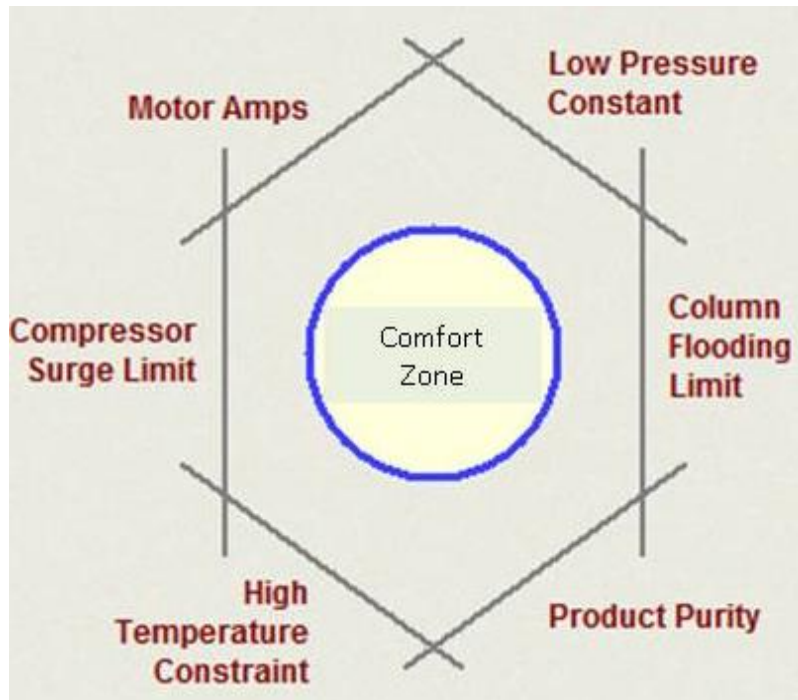 Motor Amps
Low Pressure
Constant
Compressor
Surge Limit
Comfort
Zone
Column
Flooding
Limit
High
Temperature
Constraint
Product Purity